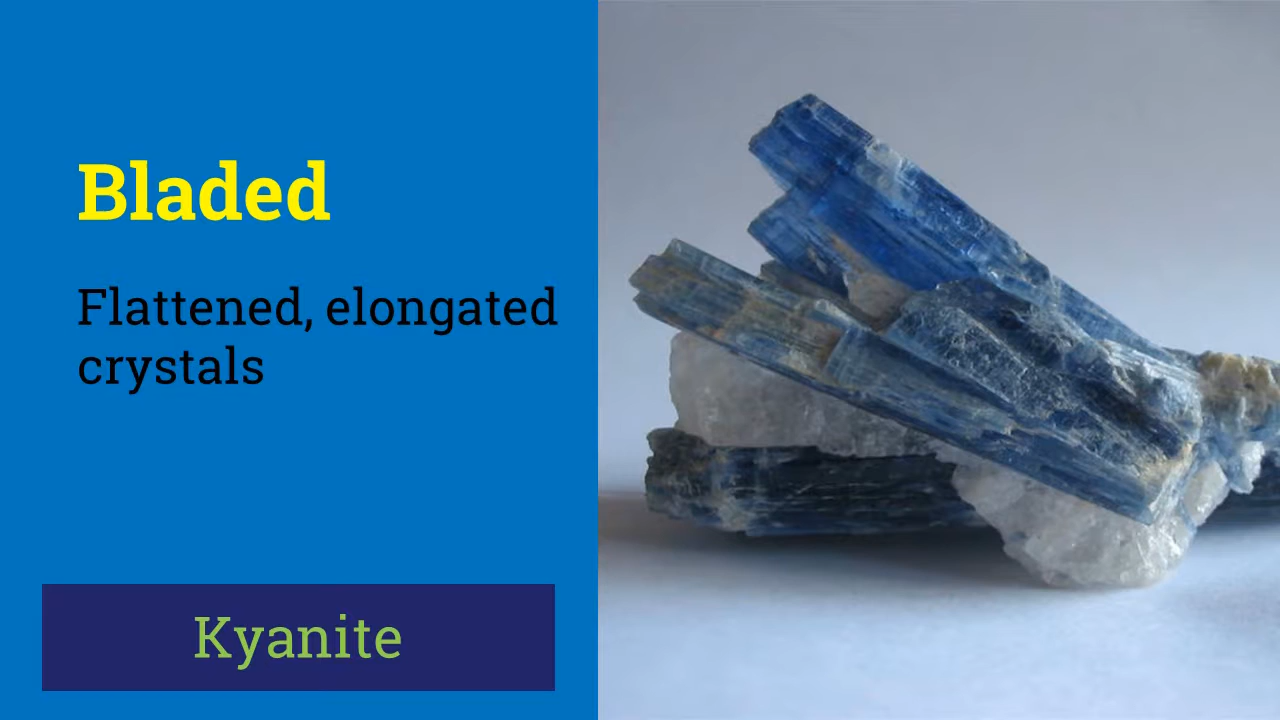 Bladed
Flattened, elongated
crystals
Kyanite